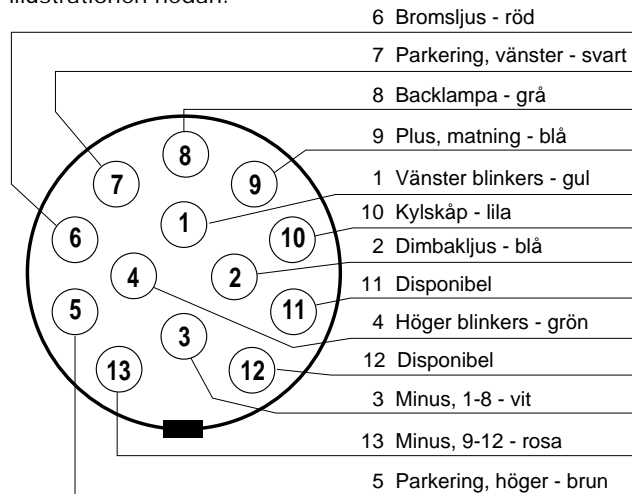 illustrationen nedan.
6 Bromsljus - röd
7 Parkering, vänster - svart
8 Backlampa - grå
9 Plus, matning - blå
1 Vänster blinkers - gul
10 Kylskåp - lila
2 Dimbakljus - blå
11 Disponibel
4 Höger blinkers - grön
12 Disponibel
3 Minus, 1-8 - vit
13 Minus, 9-12 - rosa
5 Parkering, höger - brun
8
7
9
1
6
10
4
2
5
11
3
13
12